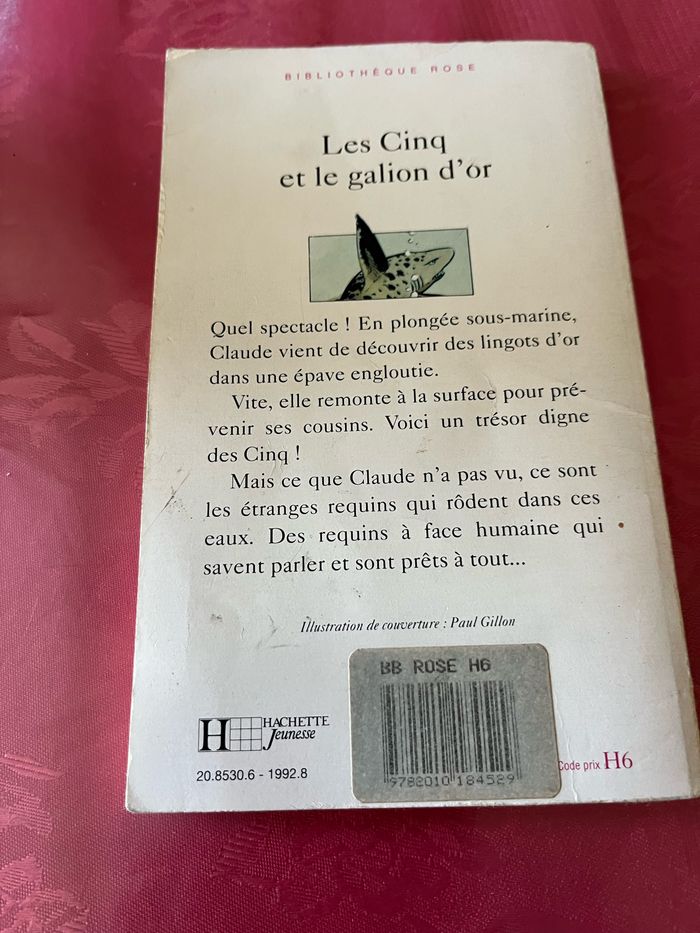 BIBLIOTHÈQUE ROSE
Les Cinq
et le galion d'or
Quel spectacle ! En plongée sous-marine,
Claude vient de découvrir des lingots d'or
dans une épave engloutie.
Vite, elle remonte à la surface pour pré-
venir ses cousins. Voici un trésor digne
des Cinq !
Mais ce que Claude n'a pas vu, ce sont
les étranges requins qui rôdent dans ces
eaux. Des requins à face humaine qui
savent parler et sont prêts à tout...
Illustration de couverture : Paul Gillon
BB ROSE H6
H HACHETTE
Jeunesse
9782010184529
Code prix H6
20.8530.6 - 1992.8